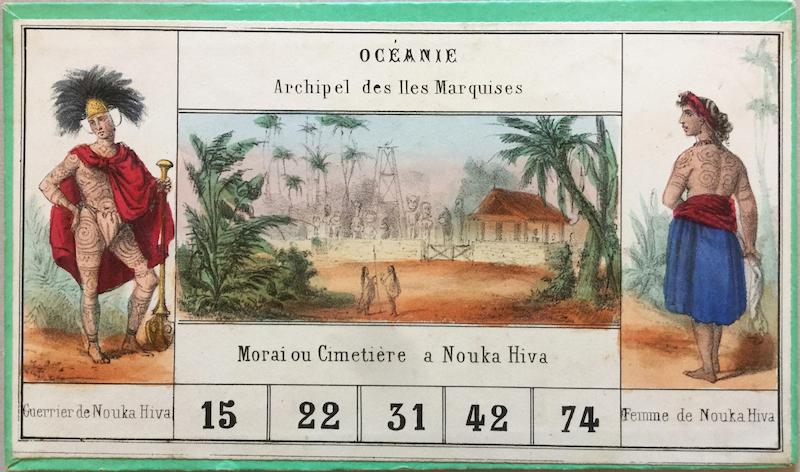 OCÉANIE
Archipel des Iles Marquises
Morai ou Cimetière a Nouka Hiva
Guerrier de Nouka Hiva
15 22 31 42 74
Femme de Nouka Hiva